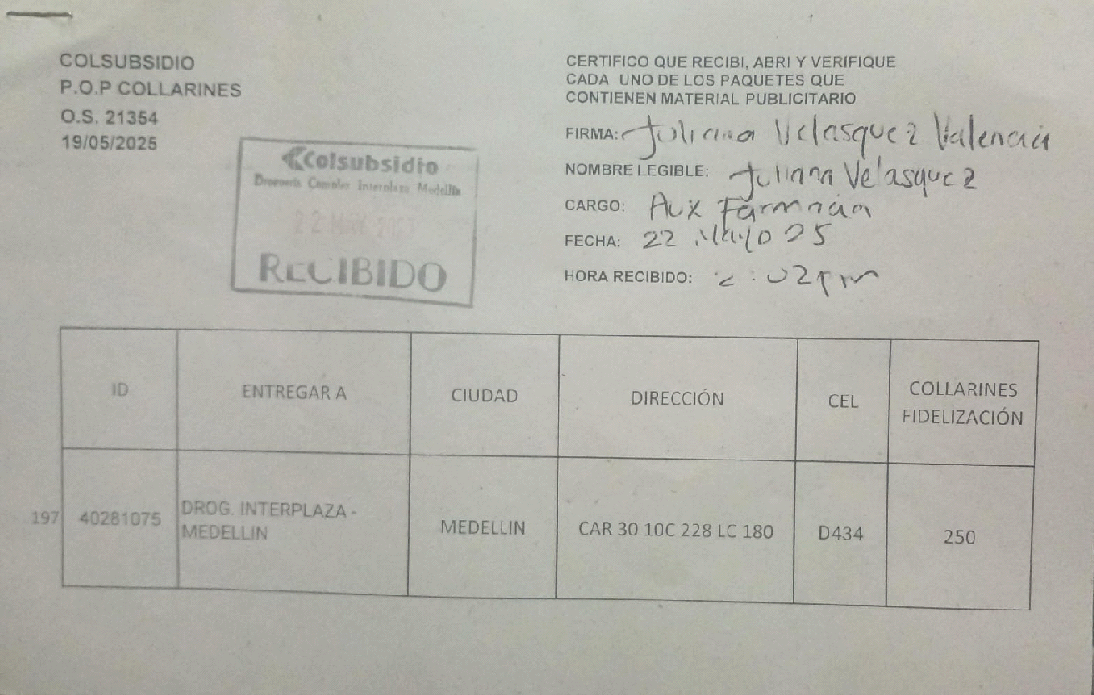 COLSUBSIDIO
P.O.P COLLARINES
O.S. 21354
19/05/2025
CERTIFICO QUE RECIBI, ABRI Y VERIFIQUE
CADA UNO DE LOS PAQUETES QUE
CONTIENEN MATERIAL PUBLICITARIO
FIRMA: Juliana Velasquez Valencia
NOMBRE LEGIBLE: Juliana Velasquez
CARGO: Aux Farmacia
FECHA: 22 Mayo 25
HORA RECIBIDO: 2:02pm
Colsubsidio
Medellin
22
RECIBIDO
ID ENTREGAR A CIUDAD DIRECCIÓN CEL COLLARINES FIDELIZACIÓN
197 40281075 DROG. INTERPLAZA - MEDELLIN MEDELLIN CAR 30 10C 228 LC 180 D434 250